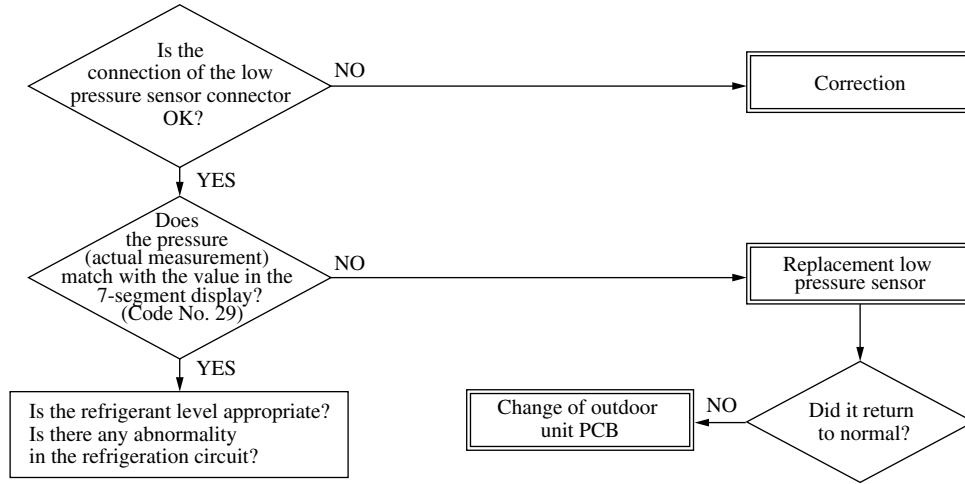 Is the
connection of the low
pressure sensor connector
OK?
NO
Correction
YES
Does
the pressure
(actual measurement)
match with the value in the
7-segment display?
(Code No. 29)
NO
Replacement low
pressure sensor
YES
Is the refrigerant level appropriate?
Is there any abnormality
in the refrigeration circuit?
Change of outdoor
unit PCB
NO
Did it return
to normal?